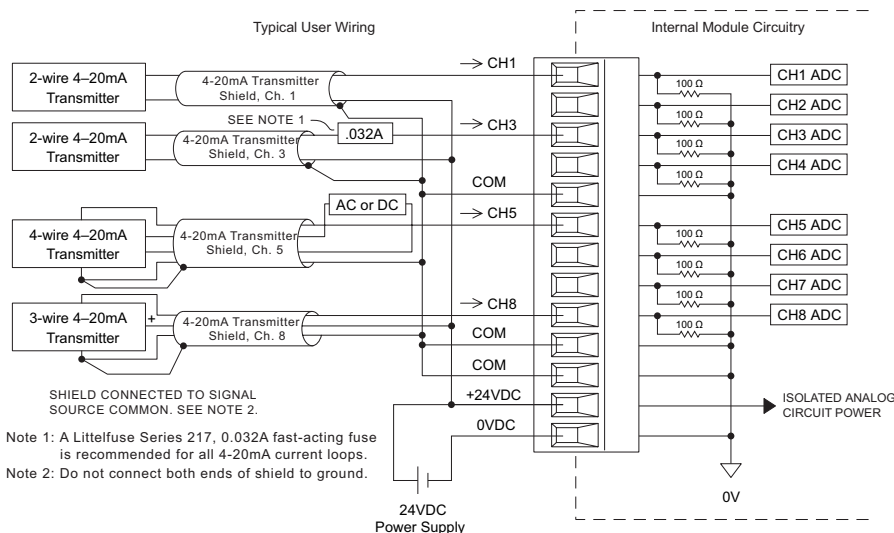 Typical User Wiring
Internal Module Circuitry
2-wire 4–20mA
Transmitter
4-20mA Transmitter
Shield, Ch. 1
CH1
100 Ω
CH1 ADC
CH2 ADC
SEE NOTE 1
.032A
CH3
100 Ω
CH3 ADC
2-wire 4–20mA
Transmitter
4-20mA Transmitter
Shield, Ch. 3
100 Ω
CH4 ADC
COM
100 Ω
AC or DC
4-wire 4–20mA
Transmitter
4-20mA Transmitter
Shield, Ch. 5
CH5
CH5 ADC
100 Ω
CH6 ADC
100 Ω
CH7 ADC
100 Ω
3-wire 4–20mA
Transmitter
+
4-20mA Transmitter
Shield, Ch. 8
CH8
CH8 ADC
100 Ω
COM
COM
SHIELD CONNECTED TO SIGNAL
SOURCE COMMON. SEE NOTE 2.
+24VDC
ISOLATED ANALOG
CIRCUIT POWER
0VDC
Note 1: A Littelfuse Series 217, 0.032A fast-acting fuse
is recommended for all 4-20mA current loops.
Note 2: Do not connect both ends of shield to ground.
24VDC
Power Supply
0V